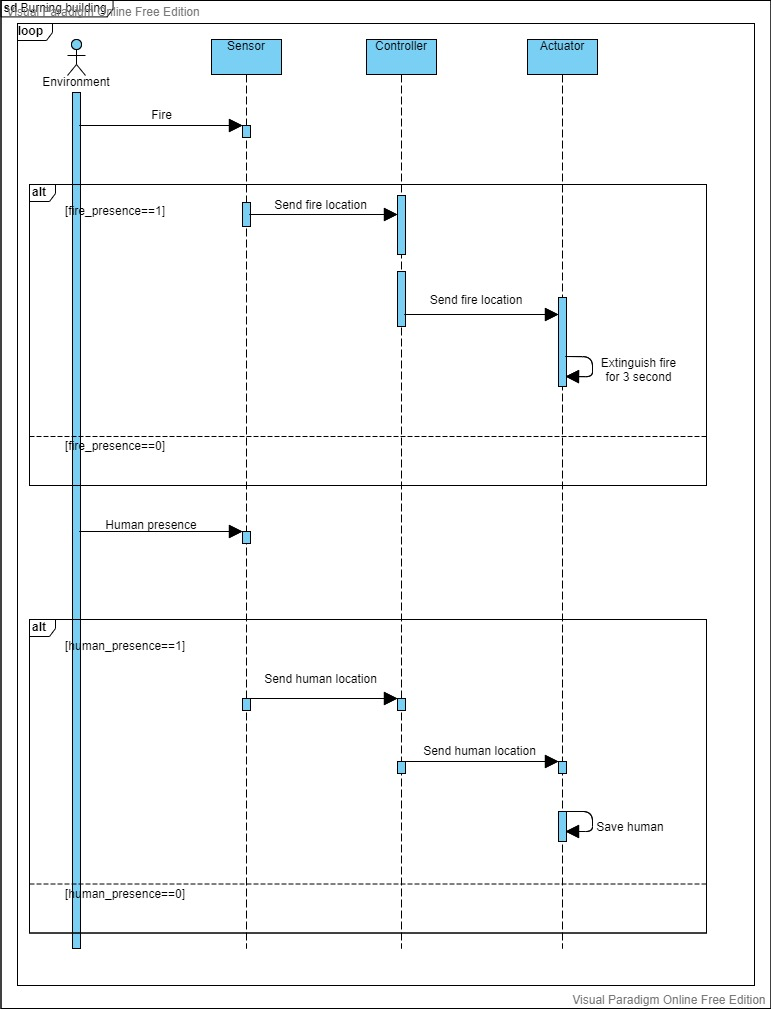 sd Burning building
Visual Paradigm Online Free Edition
loop
Sensor
Controller
Actuator
Environment
Fire
alt
[fire_presence==1]
Send fire location
Send fire location
Extinguish fire
for 3 second
[fire_presence==0]
Human presence
alt
[human_presence==1]
Send human location
Send human location
Save human
[human_presence==0]
Visual Paradigm Online Free Edition